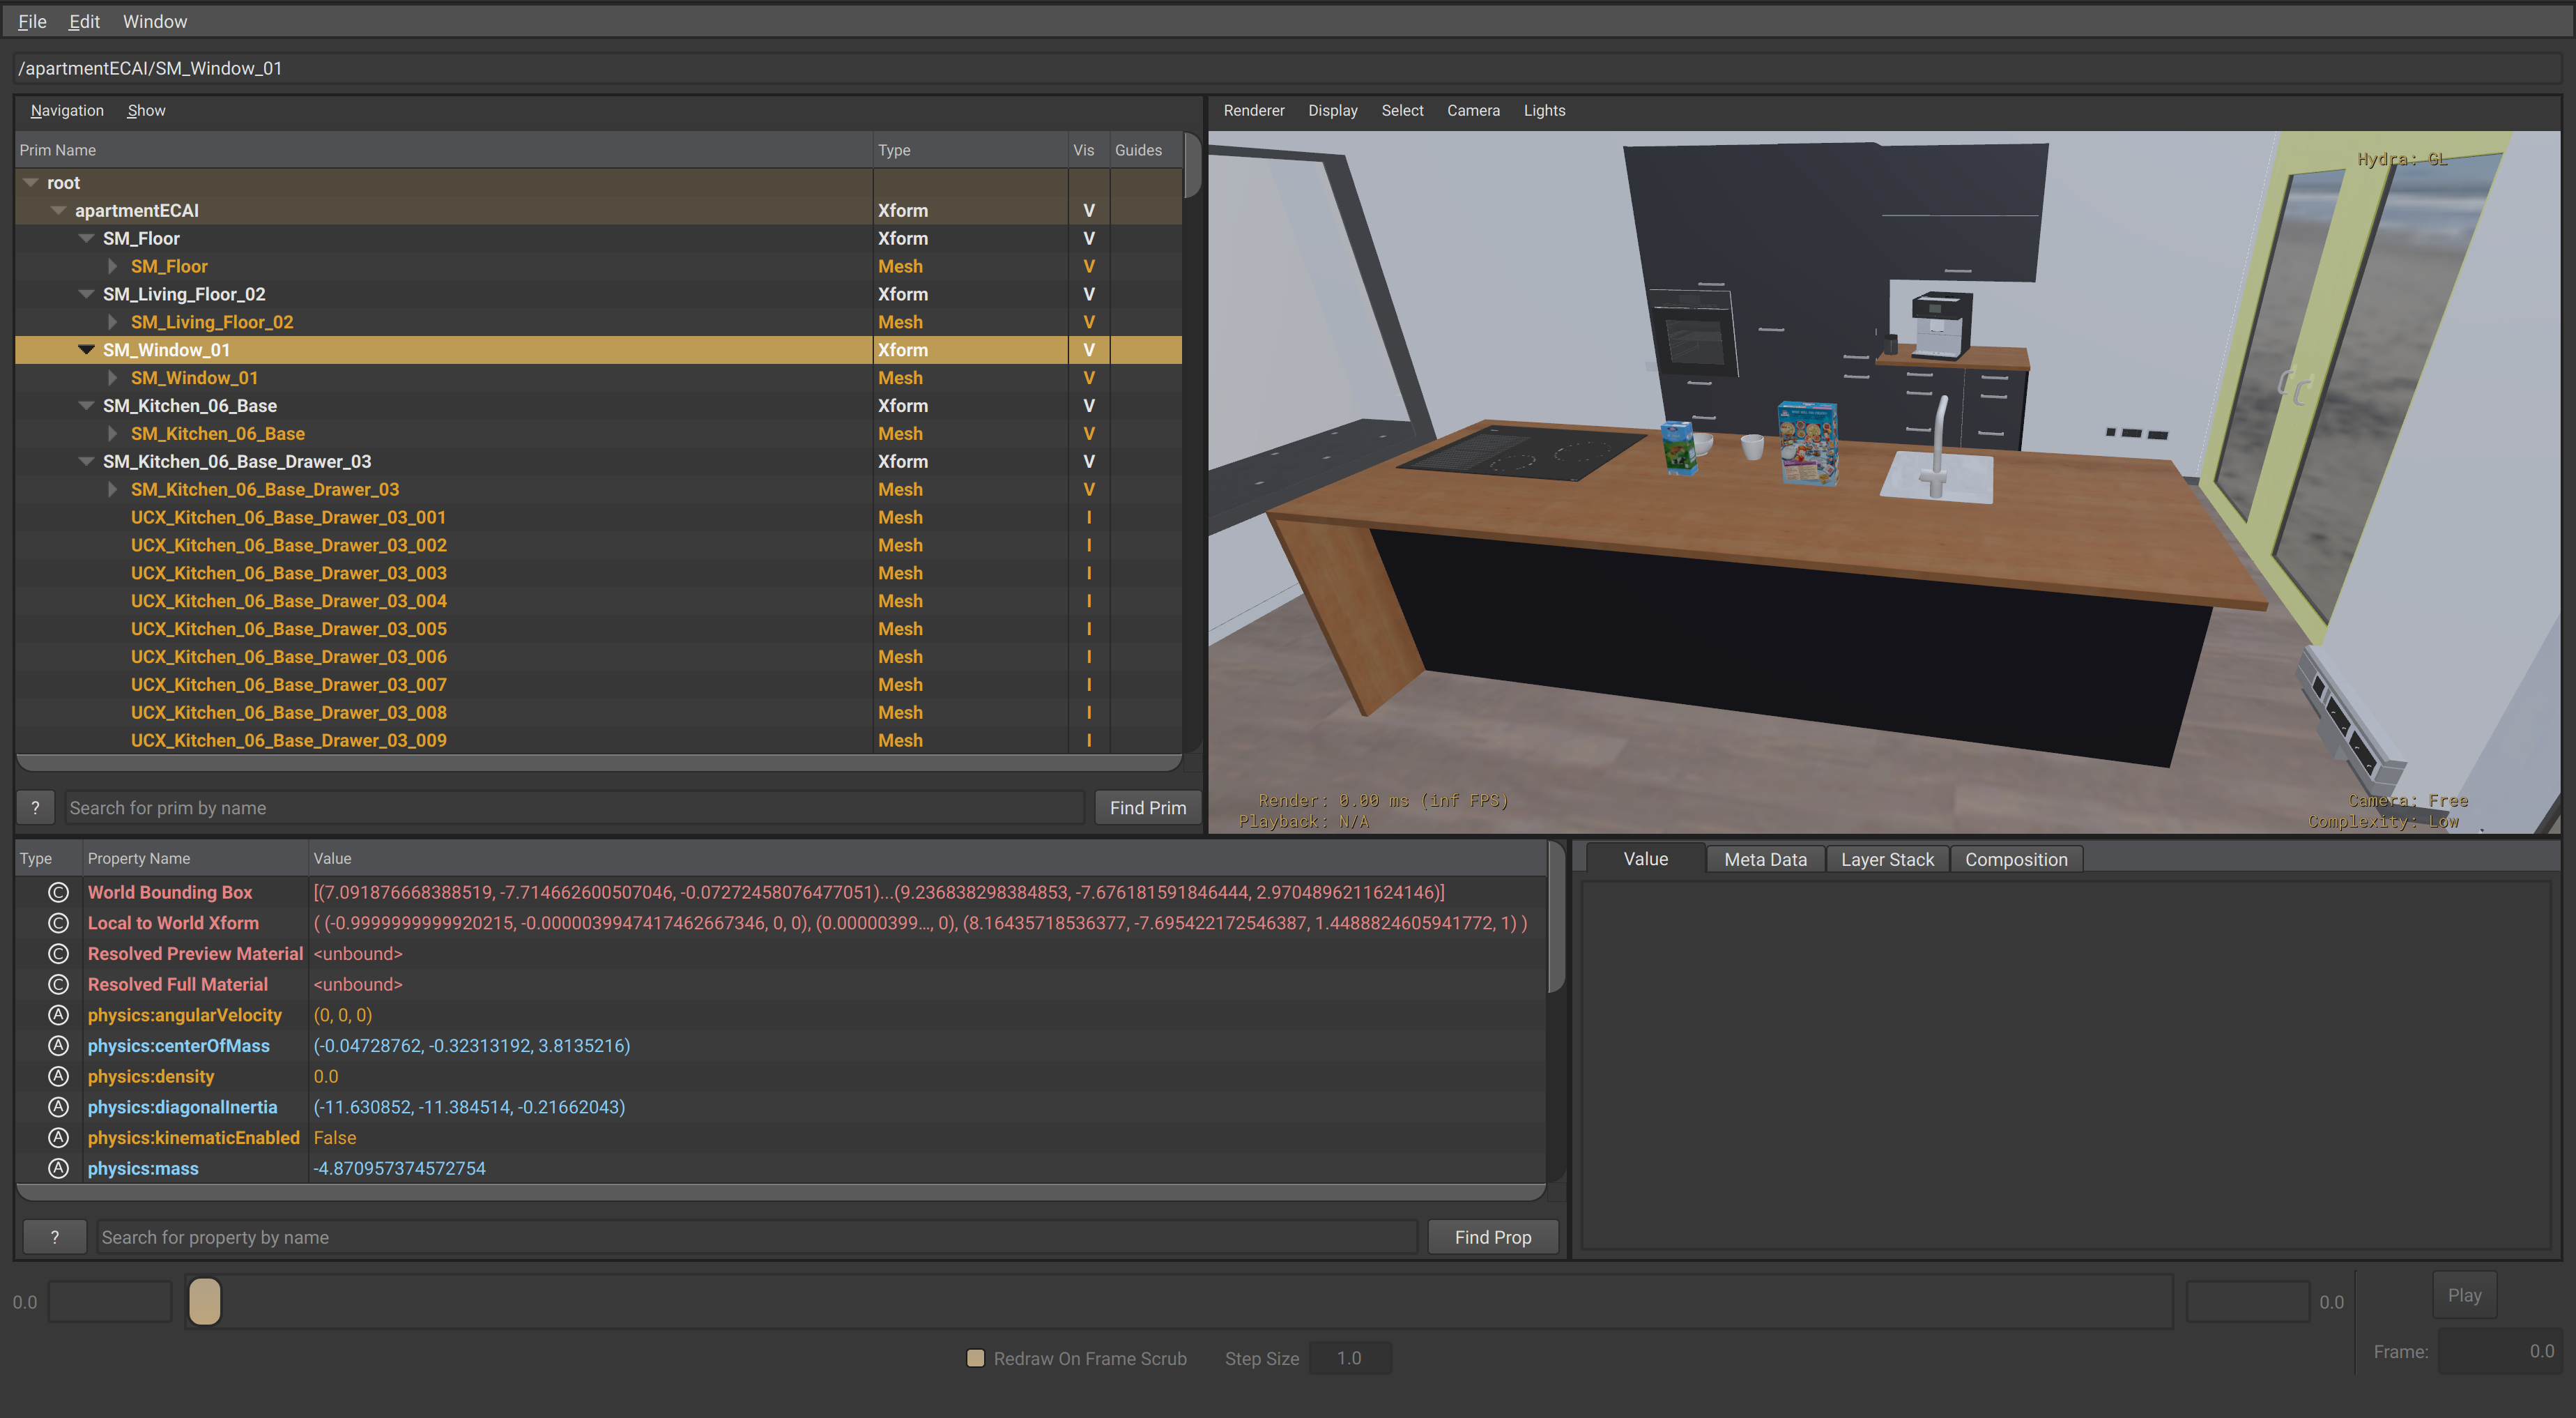 File Edit Window
/apartmentECAI/SM_Window_01
Navigation Show
Prim Name Type Vis Guides
root
apartmentECAI Xform V
SM_Floor Xform V
SM_Floor Mesh V
SM_Living_Floor_02 Xform V
SM_Living_Floor_02 Mesh V
SM_Window_01 Xform V
SM_Window_01 Mesh V
SM_Kitchen_06_Base Xform V
SM_Kitchen_06_Base Mesh V
SM_Kitchen_06_Base_Drawer_03 Xform V
SM_Kitchen_06_Base_Drawer_03 Mesh V
UCX_Kitchen_06_Base_Drawer_03_001 Mesh I
UCX_Kitchen_06_Base_Drawer_03_002 Mesh I
UCX_Kitchen_06_Base_Drawer_03_003 Mesh I
UCX_Kitchen_06_Base_Drawer_03_004 Mesh I
UCX_Kitchen_06_Base_Drawer_03_005 Mesh I
UCX_Kitchen_06_Base_Drawer_03_006 Mesh I
UCX_Kitchen_06_Base_Drawer_03_007 Mesh I
UCX_Kitchen_06_Base_Drawer_03_008 Mesh I
UCX_Kitchen_06_Base_Drawer_03_009 Mesh I
? Search for prim by name Find Prim
Renderer Display Select Camera Lights
Hydra: GL
Render: 0.00 ms (inf FPS)
Playback: N/A
Camera: Free
Complexity: Low
Type Property Name Value
C World Bounding Box [(7.091876668388519, -7.714662600507046, -0.07272458076477051)...(9.236838298384853, -7.676181591846444, 2.9704896211624146)]
C Local to World Xform ( (-0.9999999999920215, -0.0000039947417462667346, 0, 0), (0.00000399..., 0), (8.16435718536377, -7.695422172546387, 1.4488824605941772, 1) )
C Resolved Preview Material <unbound>
C Resolved Full Material <unbound>
A physics:angularVelocity (0, 0, 0)
A physics:centerOfMass (-0.04728762, -0.32313192, 3.8135216)
A physics:density 0.0
A physics:diagonalInertia (-11.630852, -11.384514, -0.21662043)
A physics:kinematicEnabled False
A physics:mass -4.870957374572754
? Search for property by name Find Prop
Value Meta Data Layer Stack Composition
0.0 0.0 Play
Redraw On Frame Scrub Step Size 1.0 Frame: 0.0